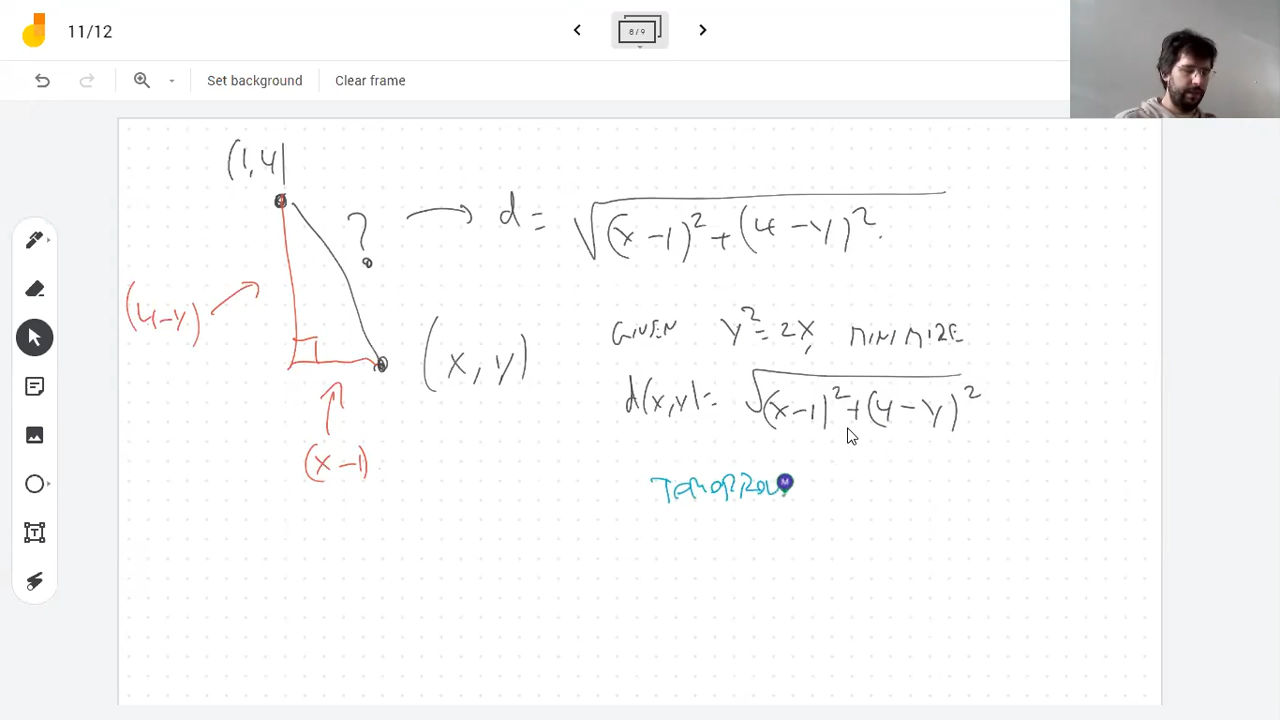 11/12
8/9
Set background
Clear frame
(1,4)
? → d = √(x-1)²+(4-y)².
(4-y)
(x,y)
(x-1)
GIVEN y²=2x, MINIMIZE
d(x,y)= √(x-1)²+(4-y)²
TOMORROW
M